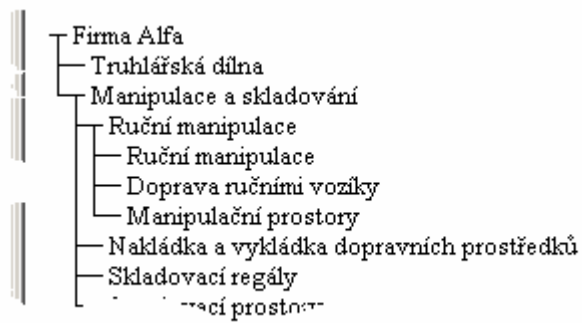 Firma Alfa
Truhlářská dílna
Manipulace a skladování
Ruční manipulace
Ruční manipulace
Doprava ručními vozíky
Manipulační prostory
Nakládka a vykládka dopravních prostředků
Skladovací regály